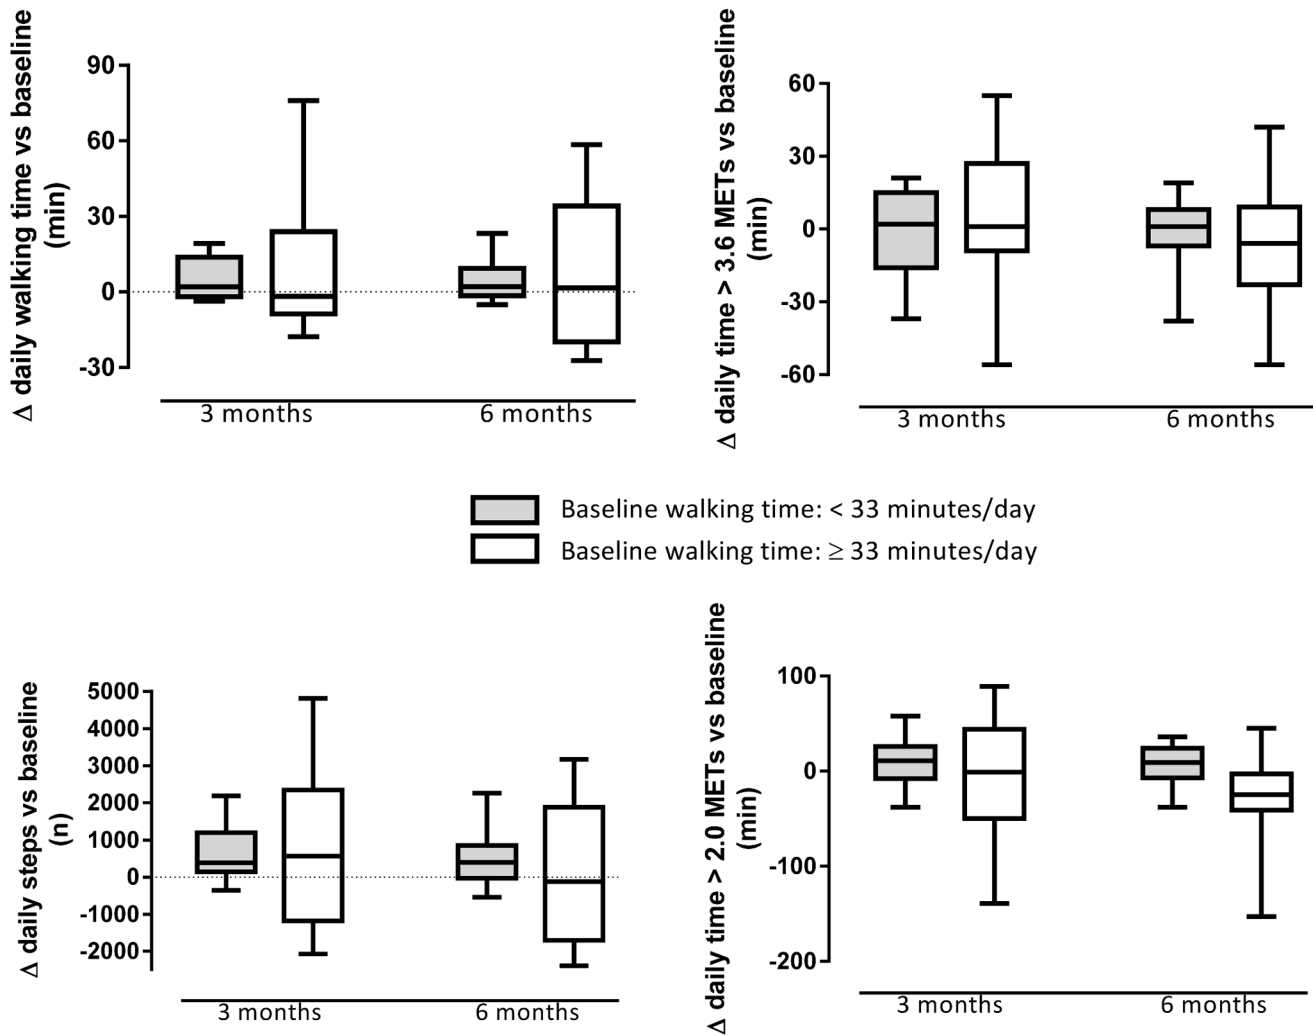 Δ daily walking time vs baseline
(min)
90
60
30
0
-30
3 months
6 months
Δ daily time > 3.6 METs vs baseline
(min)
60
30
0
-30
-60
3 months
6 months
Baseline walking time: < 33 minutes/day
Baseline walking time: ≥ 33 minutes/day
Δ daily steps vs baseline
(n)
5000
4000
3000
2000
1000
0
-1000
-2000
3 months
6 months
Δ daily time > 2.0 METs vs baseline
(min)
100
0
-100
-200
3 months
6 months